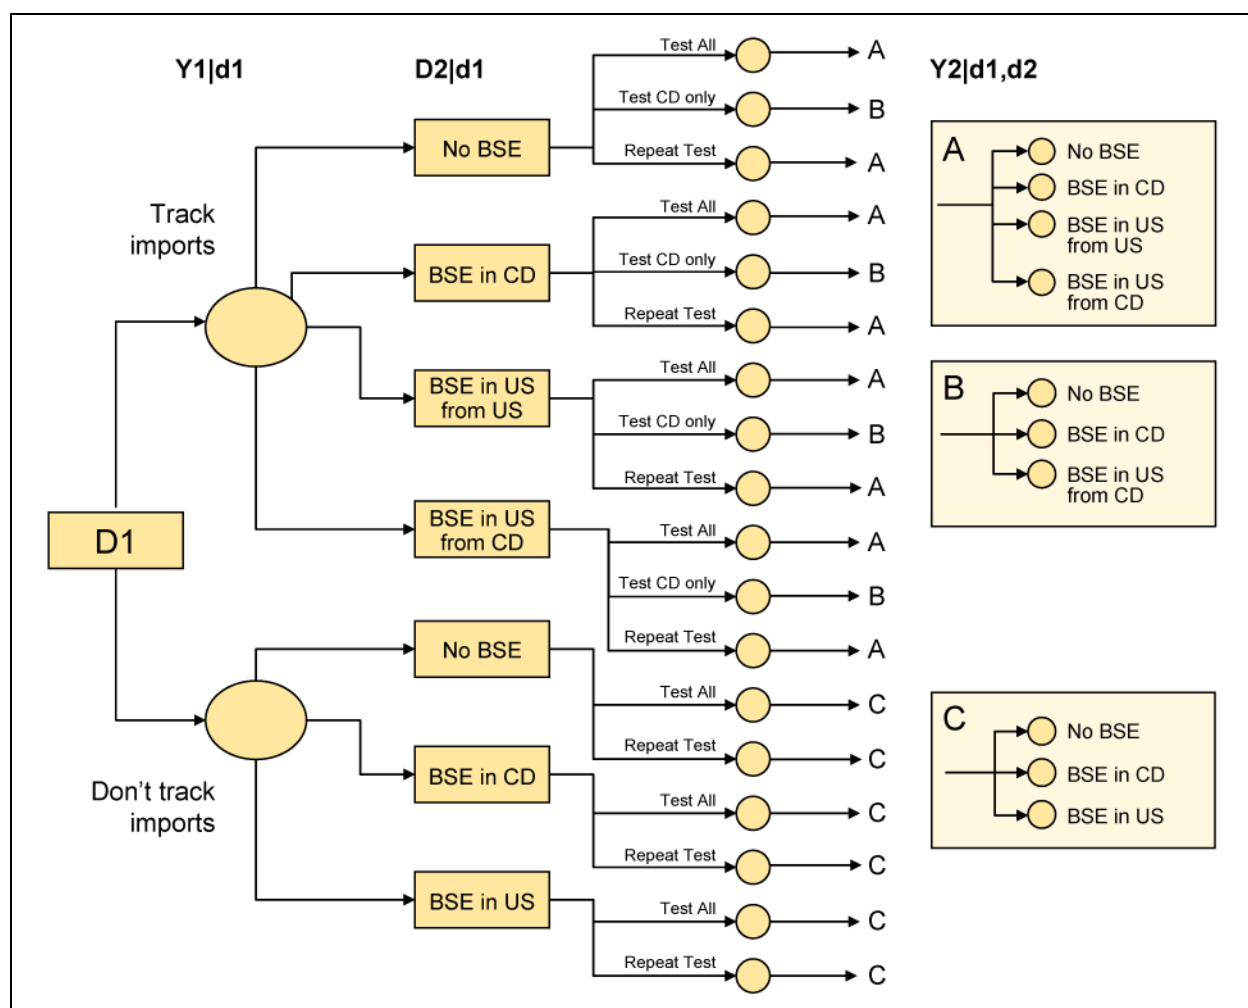 Y1|d1
D2|d1
Y2|d1,d2
Track
imports
D1
Don't track
imports
No BSE
Test All
A
Test CD only
B
Repeat Test
A
BSE in CD
Test All
A
Test CD only
B
Repeat Test
A
BSE in US
from US
Test All
A
Test CD only
B
Repeat Test
A
BSE in US
from CD
Test All
A
Test CD only
B
Repeat Test
A
No BSE
Test All
C
Repeat Test
C
BSE in CD
Test All
C
Repeat Test
C
BSE in US
Test All
C
Repeat Test
C
A
No BSE
BSE in CD
BSE in US
from US
BSE in US
from CD
B
No BSE
BSE in CD
BSE in US
from CD
C
No BSE
BSE in CD
BSE in US